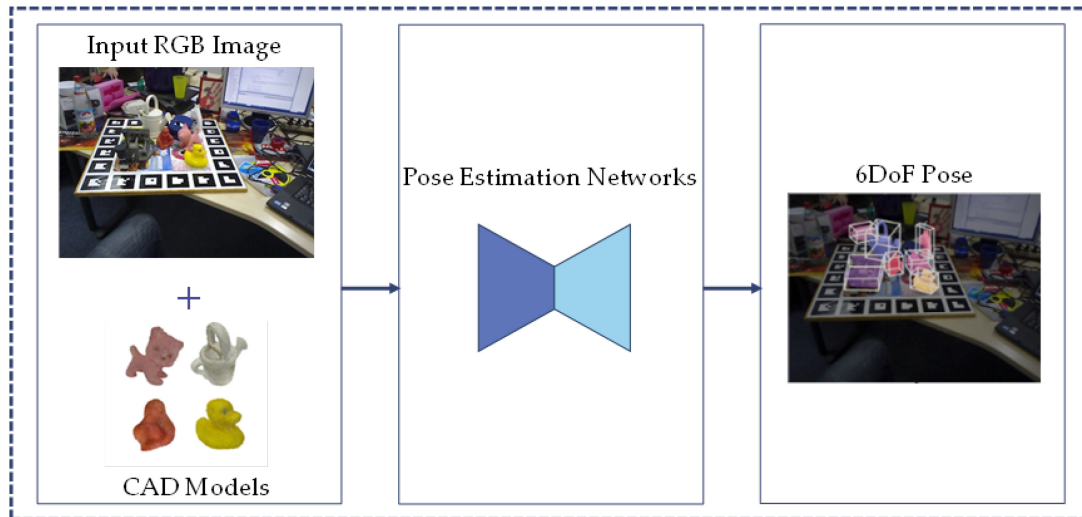 Input RGB Image
+
CAD Models
Pose Estimation Networks
6DoF Pose